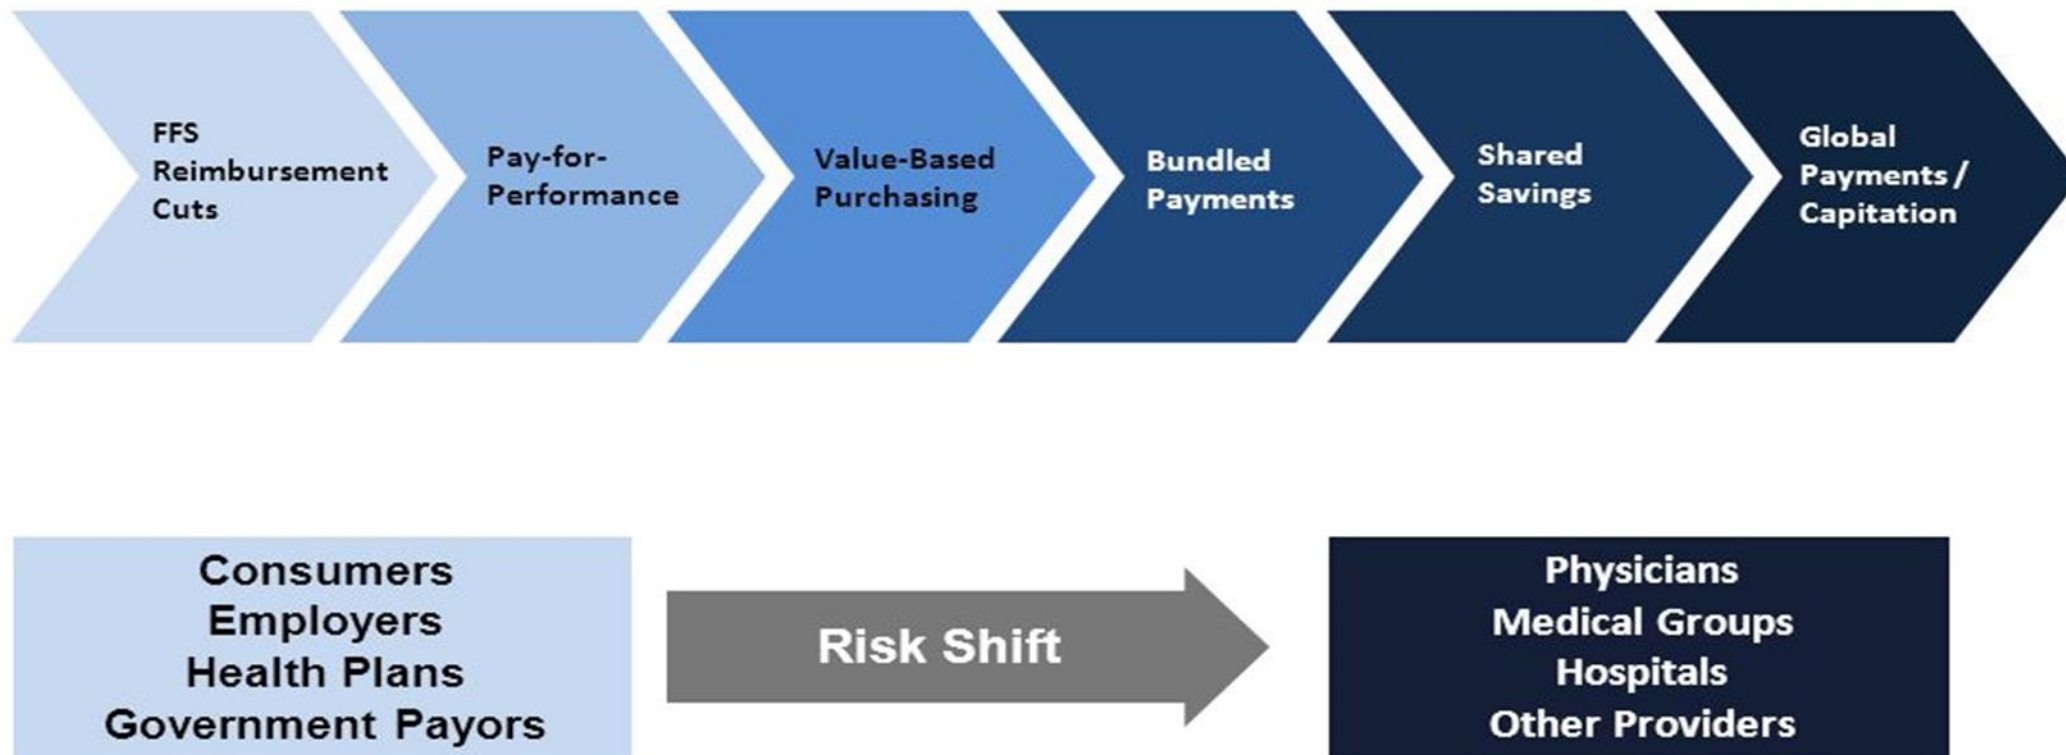 FFS
Reimbursement
Cuts
Pay-for-
Performance
Value-Based
Purchasing
Bundled
Payments
Shared
Savings
Global
Payments /
Capitation
Consumers
Employers
Health Plans
Government Payors
Risk Shift
Physicians
Medical Groups
Hospitals
Other Providers